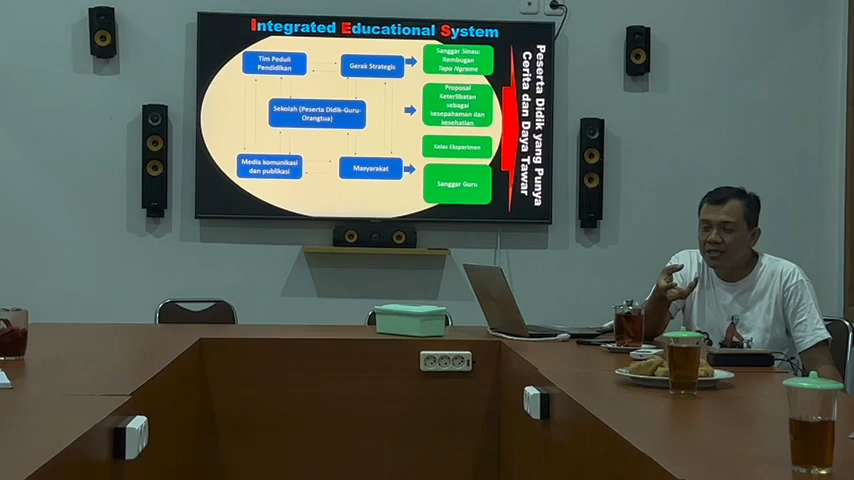 Integrated Educational System
Tim Peduli
Pendidikan
Gerak Strategis
Sanggar Sinau:
Rembugan
Tapa Ngrame
Sekolah (Peserta Didik-Guru-
Orangtua)
Proposal
Keterlibatan
sebagai
kesepahaman dan
kesehatian
Kelas Eksperimen
Media komunikasi
dan publikasi
Masyarakat
Sanggar Guru
Peserta Didik yang Punya
Cerita dan Daya Tawar